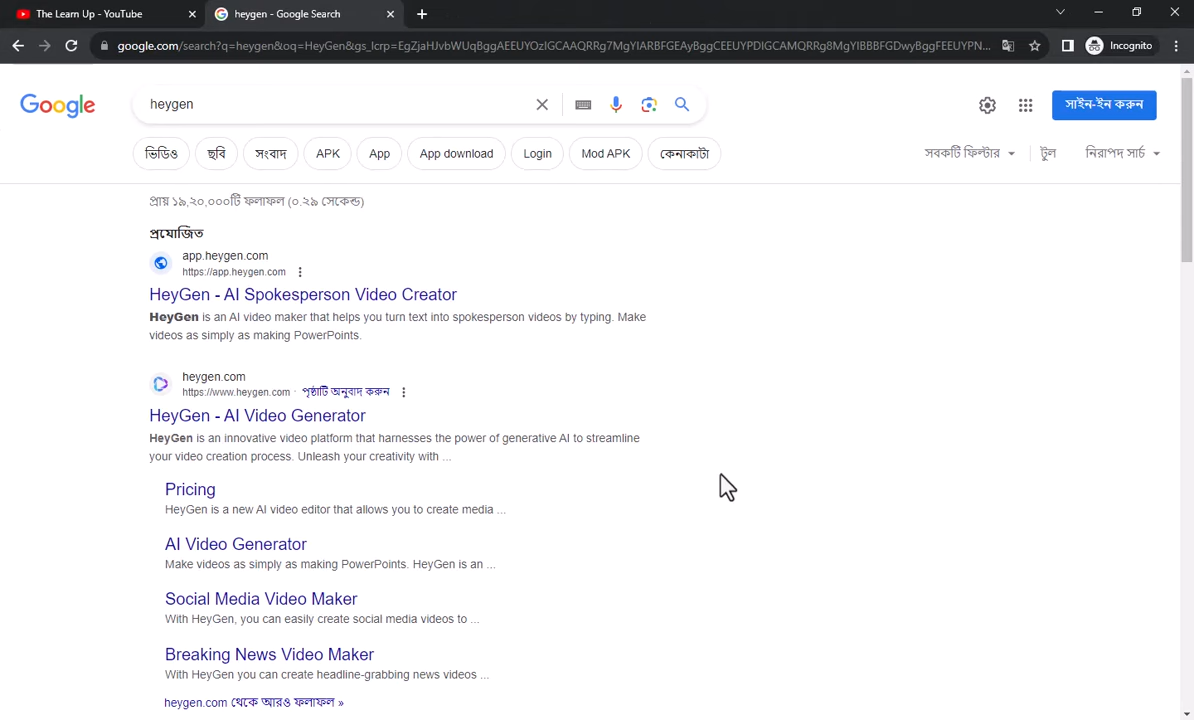 The Learn Up - YouTube
heygen - Google Search
google.com/search?q=heygen&oq=HeyGen&gs_lcrp=EgZjaHJvbWUqBggAEEUYOzIGCAAQRRg7MgYIARBFGEAyBggCEEUYPDIGCAMQRRg8MgYIBBBFGDwyBggFEEUYPN...
Incognito
Google
heygen
সাইন-ইন করুন
ভিডিও
ছবি
সংবাদ
APK
App
App download
Login
Mod APK
কেনাকাটা
সবকটি ফিল্টার
টুল
নিরাপদ সার্চ
প্রায় ১৯,২০,০০০টি ফলাফল (০.২৯ সেকেন্ড)
প্রযোজিত
app.heygen.com
https://app.heygen.com
HeyGen - AI Spokesperson Video Creator
HeyGen is an AI video maker that helps you turn text into spokesperson videos by typing. Make
videos as simply as making PowerPoints.
heygen.com
https://www.heygen.com · পৃষ্ঠাটি অনুবাদ করুন
HeyGen - AI Video Generator
HeyGen is an innovative video platform that harnesses the power of generative AI to streamline
your video creation process. Unleash your creativity with ...
Pricing
HeyGen is a new AI video editor that allows you to create media ...
AI Video Generator
Make videos as simply as making PowerPoints. HeyGen is an ...
Social Media Video Maker
With HeyGen, you can easily create social media videos to ...
Breaking News Video Maker
With HeyGen you can create headline-grabbing news videos ...
heygen.com থেকে আরও ফলাফল »